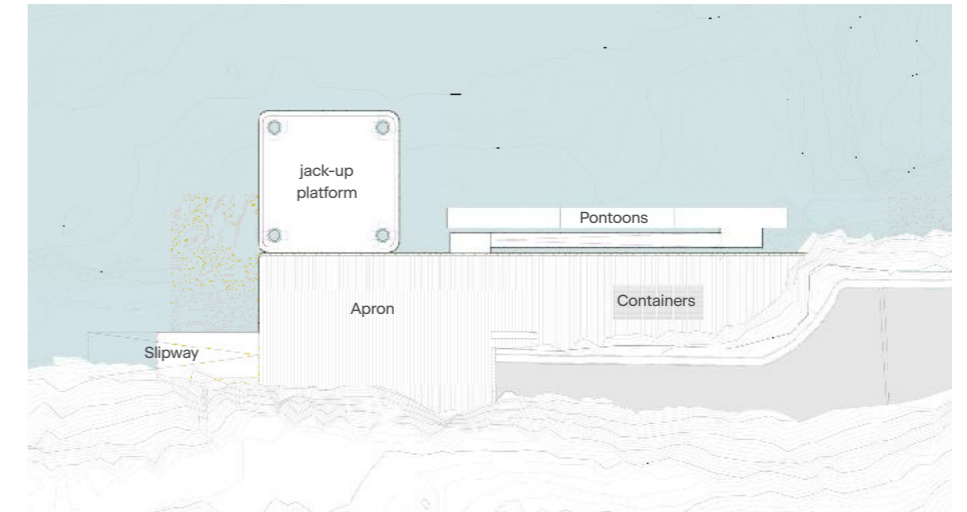 jack-up
platform
Pontoons
Containers
Apron
Slipway